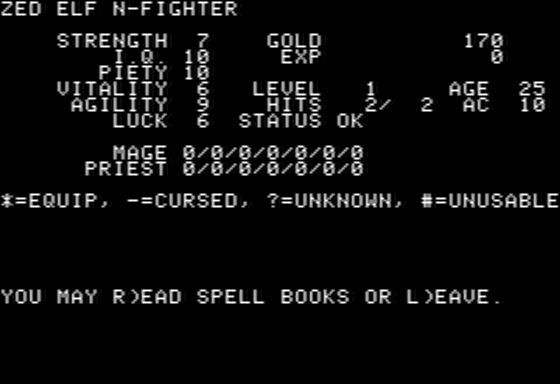 ZED ELF N-FIGHTER
STRENGTH 7 GOLD 170
I.Q. 10 EXP 0
PIETY 10
VITALITY 6 LEVEL 1 AGE 25
AGILITY 9 HITS 2/ 2 AC 10
LUCK 6 STATUS OK
MAGE 0/0/0/0/0/0/0
PRIEST 0/0/0/0/0/0/0
*=EQUIP, -=CURSED, ?=UNKNOWN, #=UNUSABLE
YOU MAY R)EAD SPELL BOOKS OR L)EAVE.